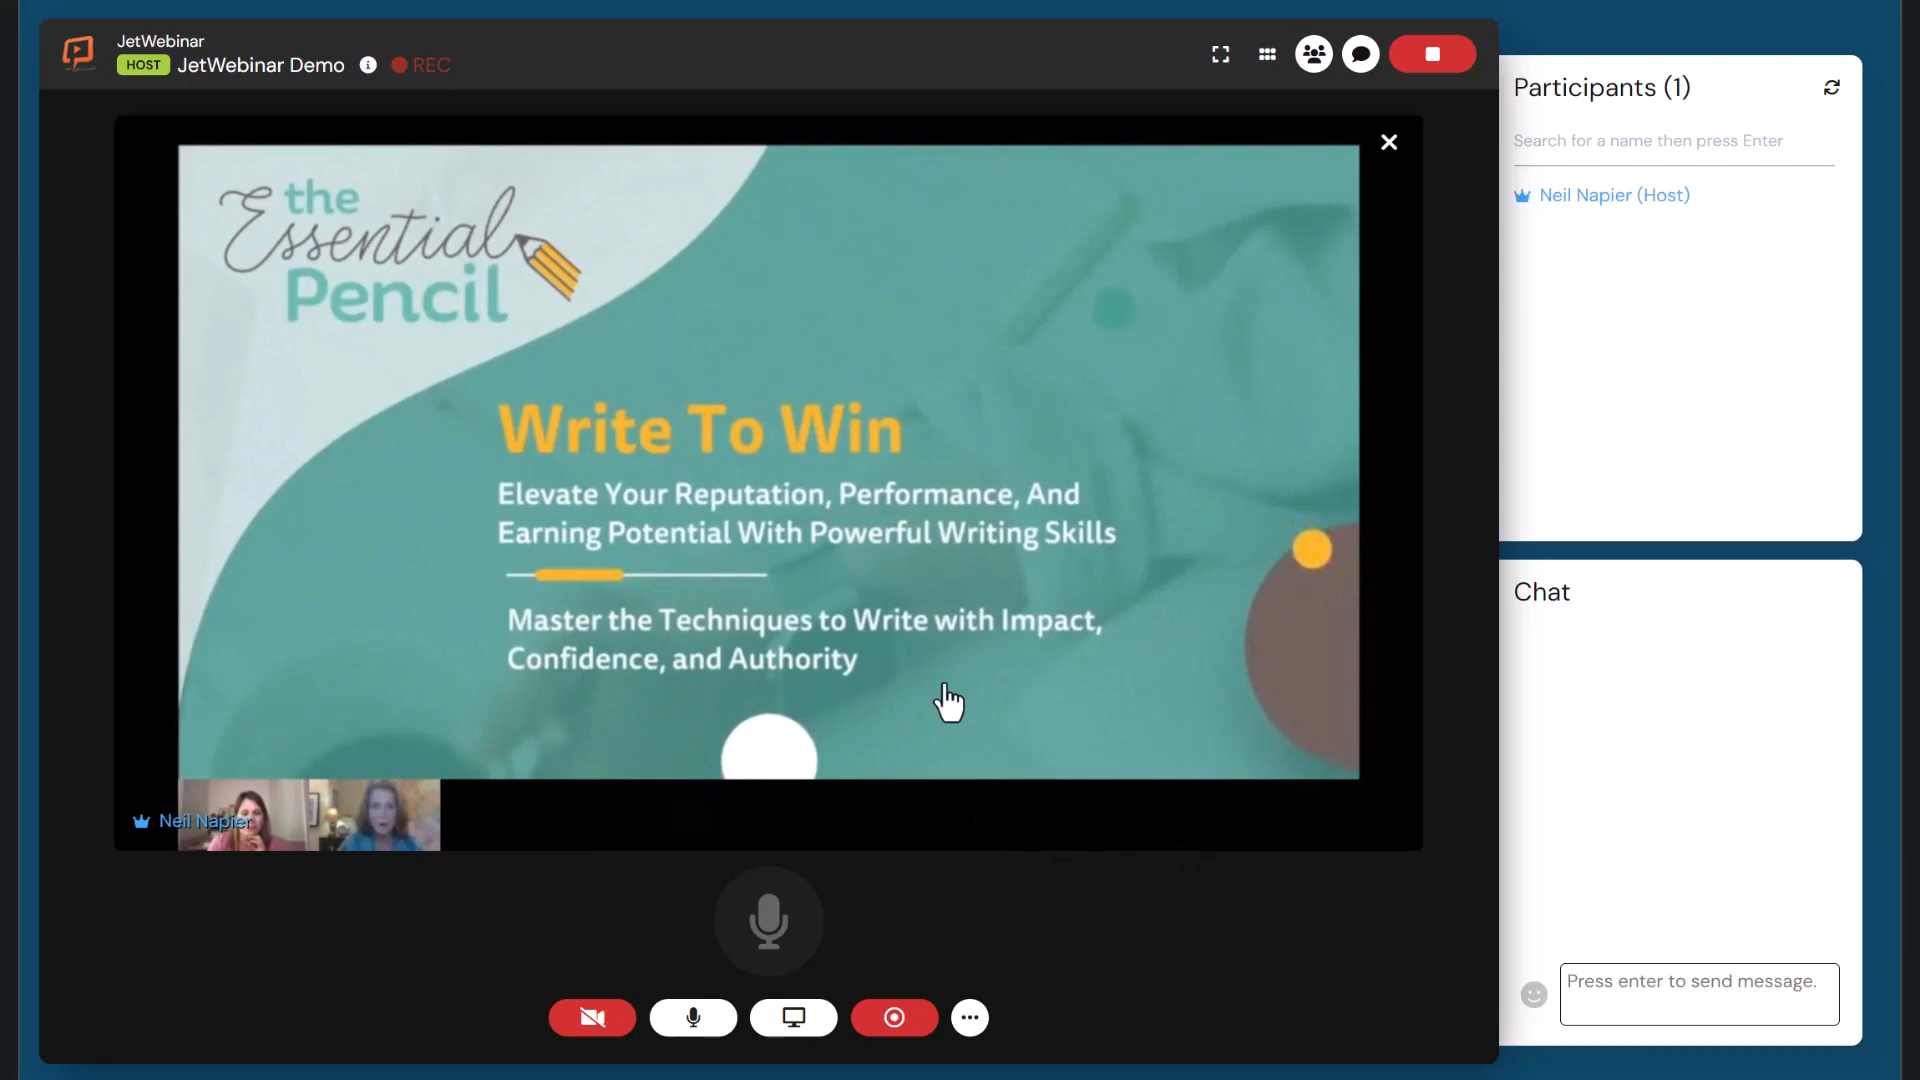 JetWebinar
HOST JetWebinar Demo REC
the
Essential
Pencil
Write To Win
Elevate Your Reputation, Performance, And
Earning Potential With Powerful Writing Skills
Master the Techniques to Write with Impact,
Confidence, and Authority
Neil Napier
Participants (1)
Search for a name then press Enter
Neil Napier (Host)
Chat
Press enter to send message.